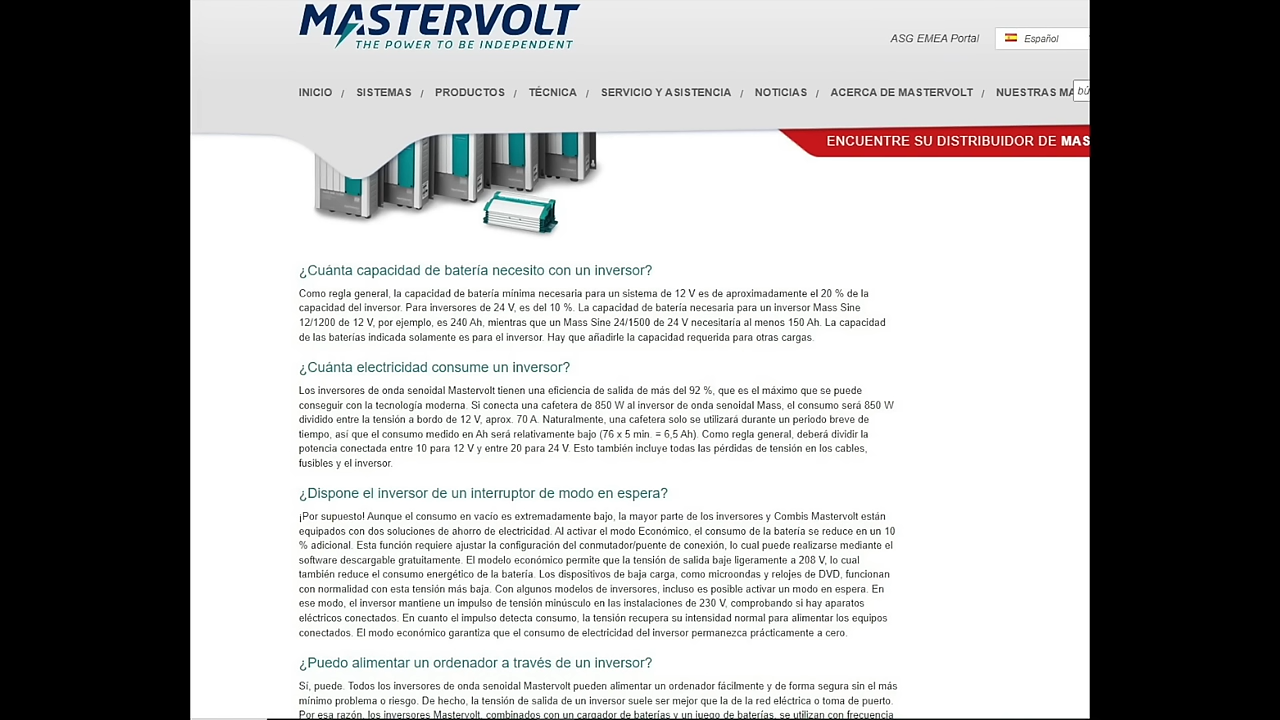 MASTERVOLT
THE POWER TO BE INDEPENDENT
ASG EMEA Portal
Español
INICIO / SISTEMAS / PRODUCTOS / TÉCNICA / SERVICIO Y ASISTENCIA / NOTICIAS / ACERCA DE MASTERVOLT / NUESTRAS MA
bú
ENCUENTRE SU DISTRIBUIDOR DE MAS
¿Cuánta capacidad de batería necesito con un inversor?
Como regla general, la capacidad de batería mínima necesaria para un sistema de 12 V es de aproximadamente el 20 % de la
capacidad del inversor. Para inversores de 24 V, es del 10 %. La capacidad de batería necesaria para un inversor Mass Sine
12/1200 de 12 V, por ejemplo, es 240 Ah, mientras que un Mass Sine 24/1500 de 24 V necesitaría al menos 150 Ah. La capacidad
de las baterías indicada solamente es para el inversor. Hay que añadirle la capacidad requerida para otras cargas.
¿Cuánta electricidad consume un inversor?
Los inversores de onda senoidal Mastervolt tienen una eficiencia de salida de más del 92 %, que es el máximo que se puede
conseguir con la tecnología moderna. Si conecta una cafetera de 850 W al inversor de onda senoidal Mass, el consumo será 850 W
dividido entre la tensión a bordo de 12 V, aprox. 70 A. Naturalmente, una cafetera solo se utilizará durante un periodo breve de
tiempo, así que el consumo medido en Ah será relativamente bajo (76 x 5 min. = 6,5 Ah). Como regla general, deberá dividir la
potencia conectada entre 10 para 12 V y entre 20 para 24 V. Esto también incluye todas las pérdidas de tensión en los cables,
fusibles y el inversor.
¿Dispone el inversor de un interruptor de modo en espera?
¡Por supuesto! Aunque el consumo en vacío es extremadamente bajo, la mayor parte de los inversores y Combis Mastervolt están
equipados con dos soluciones de ahorro de electricidad. Al activar el modo Económico, el consumo de la batería se reduce en un 10
% adicional. Esta función requiere ajustar la configuración del conmutador/puente de conexión, lo cual puede realizarse mediante el
software descargable gratuitamente. El modelo económico permite que la tensión de salida baje ligeramente a 208 V, lo cual
también reduce el consumo energético de la batería. Los dispositivos de baja carga, como microondas y relojes de DVD, funcionan
con normalidad con esta tensión más baja. Con algunos modelos de inversores, incluso es posible activar un modo en espera. En
ese modo, el inversor mantiene un impulso de tensión minúsculo en las instalaciones de 230 V, comprobando si hay aparatos
eléctricos conectados. En cuanto el impulso detecta consumo, la tensión recupera su intensidad normal para alimentar los equipos
conectados. El modo económico garantiza que el consumo de electricidad del inversor permanezca prácticamente a cero.
¿Puedo alimentar un ordenador a través de un inversor?
Sí, puede. Todos los inversores de onda senoidal Mastervolt pueden alimentar un ordenador fácilmente y de forma segura sin el más
mínimo problema o riesgo. De hecho, la tensión de salida de un inversor suele ser mejor que la de la red eléctrica o toma de puerto.
Por esa razón, los inversores Mastervolt, combinados con un cargador de baterías y un juego de baterías, se utilizan con frecuencia